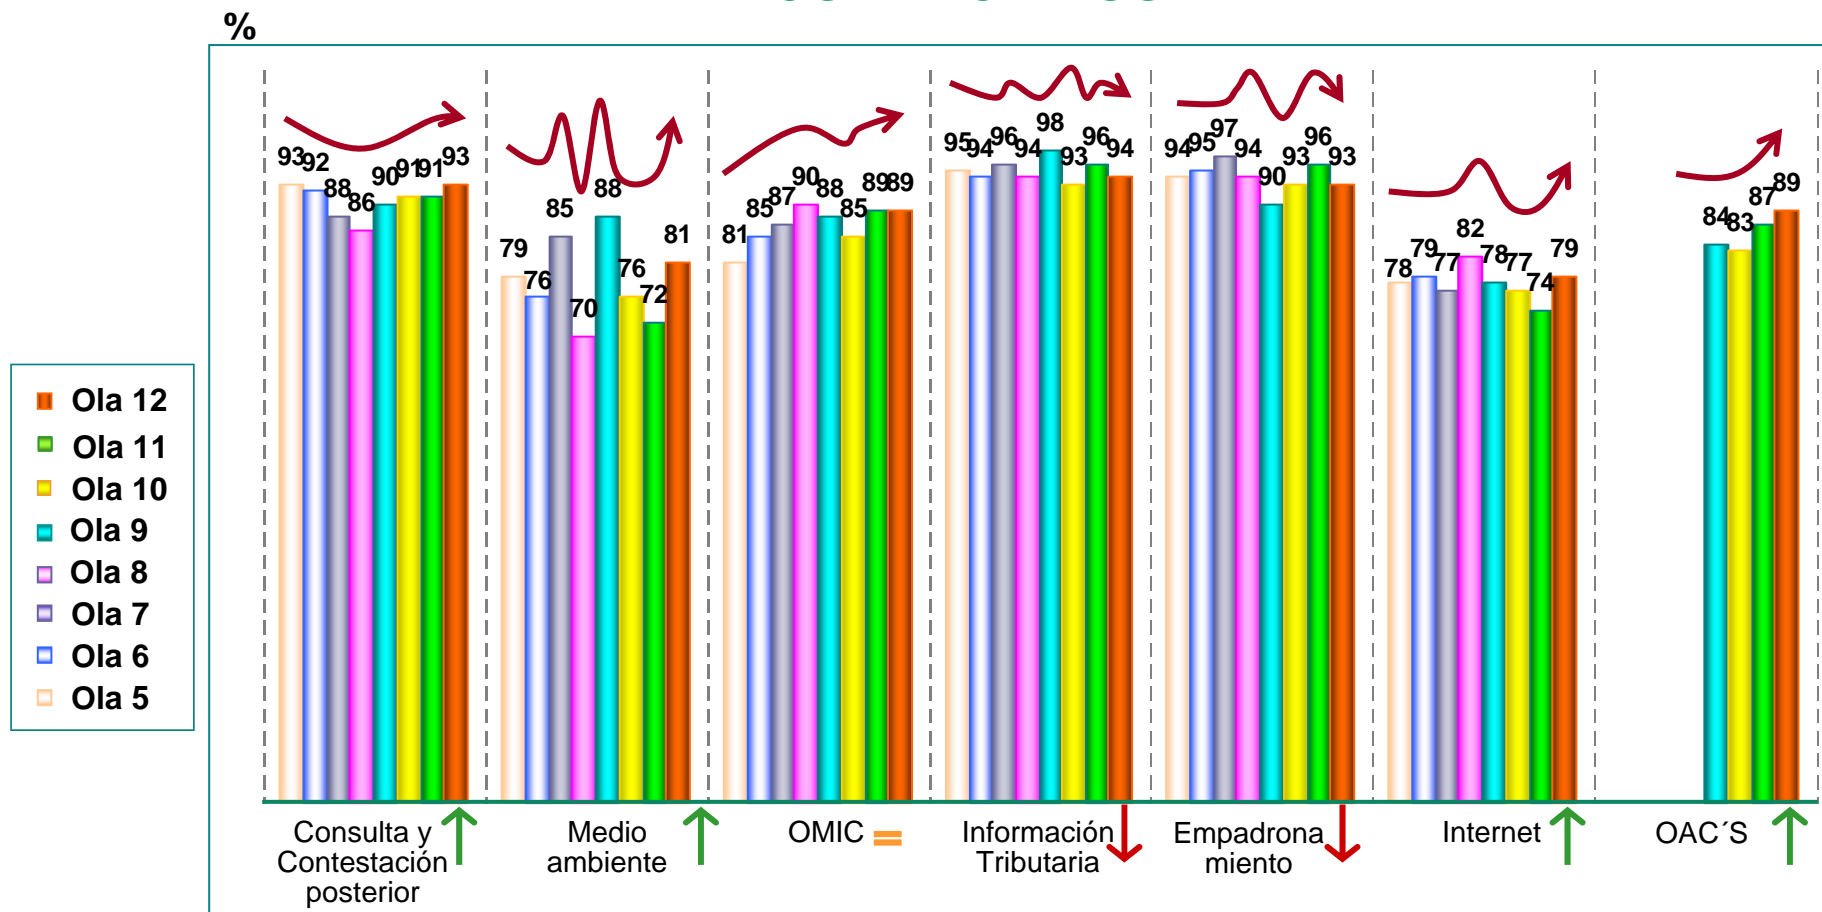 %
93 92 88 86 90 91 91 93
79 76 85 70 88 76 72 81
81 85 87 90 88 85 89 89
95 94 96 94 98 93 96 94
94 95 97 94 90 93 96 93
78 79 77 82 78 77 74 79
84 83 87 89
Ola 12
Ola 11
Ola 10
Ola 9
Ola 8
Ola 7
Ola 6
Ola 5
Consulta y
Contestación
posterior
Medio
ambiente
OMIC
Información
Tributaria
Empadrona
miento
Internet
OAC´S